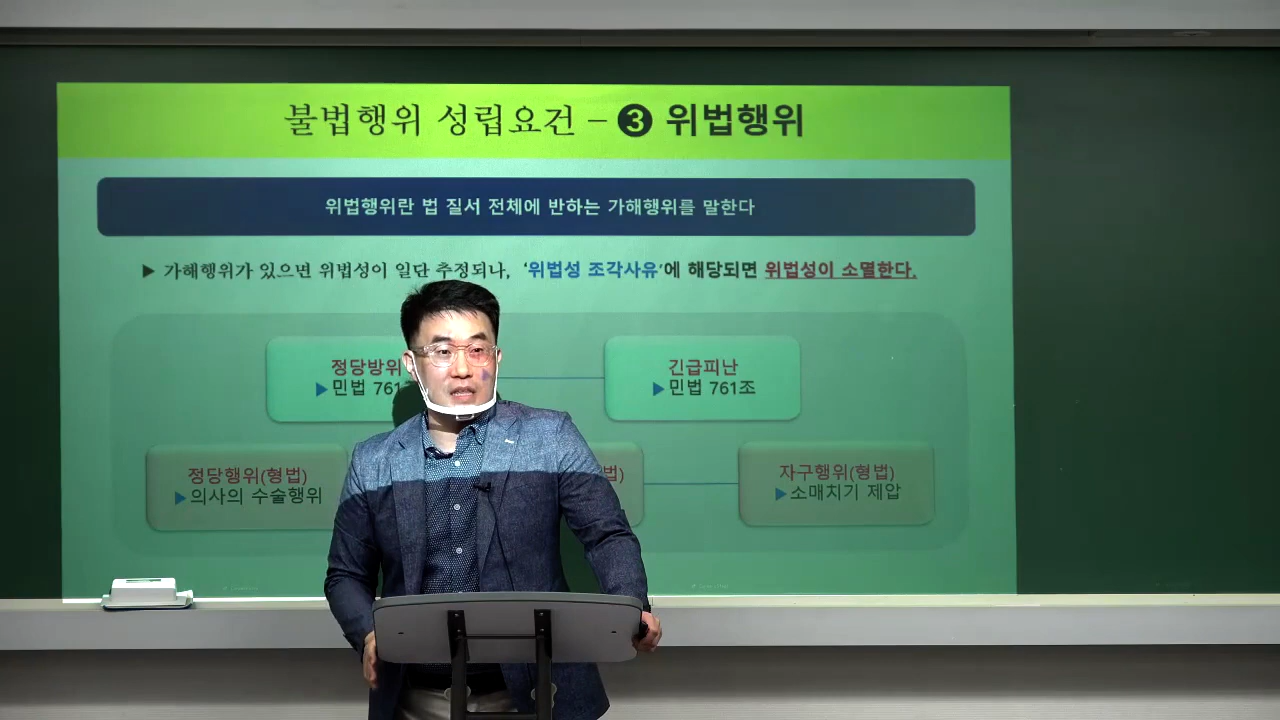 불법행위 성립요건 - ❸ 위법행위
위법행위란 법 질서 전체에 반하는 가해행위를 말한다
▶ 가해행위가 있으면 위법성이 일단 추정되나, ‘위법성 조각사유’에 해당되면 위법성이 소멸한다.
정당방위
▶민법 761
긴급피난
▶민법 761조
정당행위(형법)
▶의사의 수술행위
법)
자구행위(형법)
▶소매치기 제압